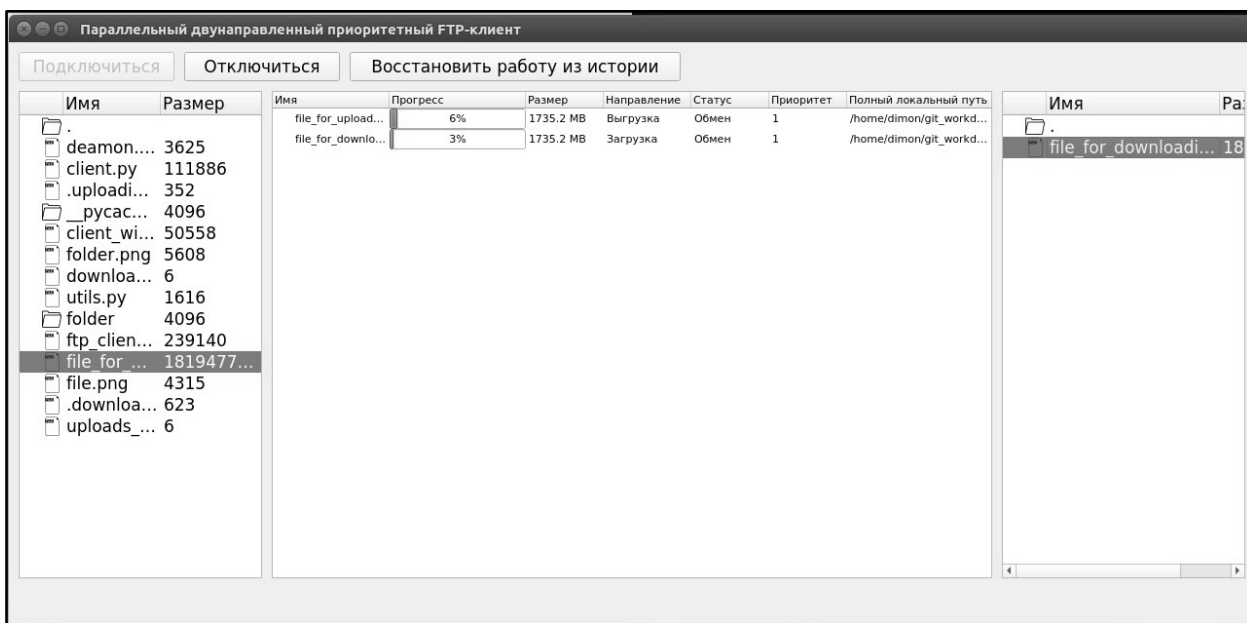 Параллельный двунаправленный приоритетный FTP-клиент
Подключиться Отключиться Восстановить работу из истории
Имя Размер
.
deamon.... 3625
client.py 111886
.uploadi... 352
__pycac... 4096
client_wi... 50558
folder.png 5608
downloa... 6
utils.py 1616
folder 4096
ftp_clien... 239140
file_for_... 1819477...
file.png 4315
.downloa... 623
uploads_... 6
Имя Прогресс Размер Направление Статус Приоритет Полный локальный путь
file_for_upload... 6% 1735.2 MB Выгрузка Обмен 1 /home/dimon/git_workd...
file_for_downlo... 3% 1735.2 MB Загрузка Обмен 1 /home/dimon/git_workd...
Имя Раз
.
file_for_downloadi... 18